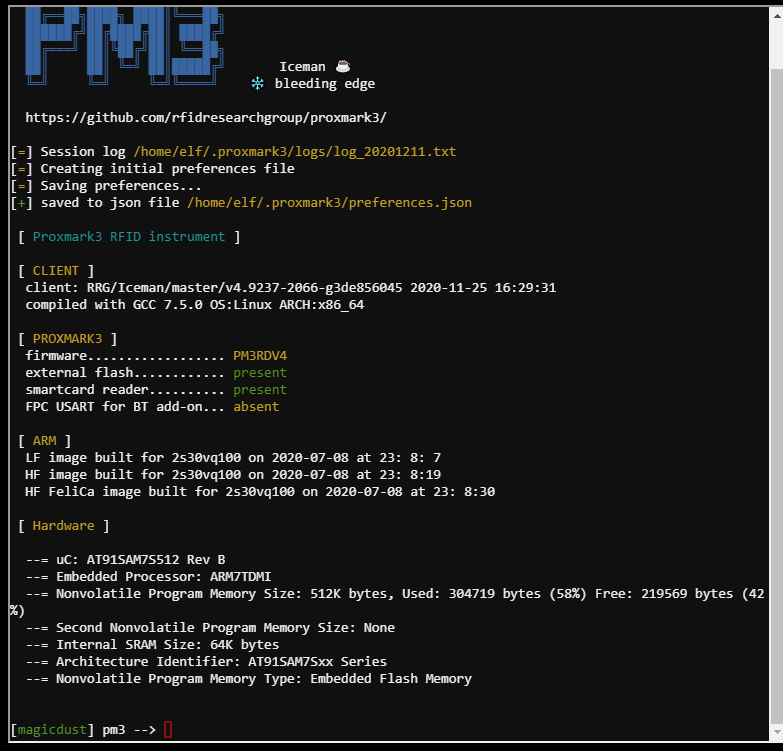 Iceman ☕
❄ bleeding edge
https://github.com/rfidresearchgroup/proxmark3/
[=] Session log /home/elf/.proxmark3/logs/log_20201211.txt
[=] Creating initial preferences file
[=] Saving preferences...
[+] saved to json file /home/elf/.proxmark3/preferences.json
[ Proxmark3 RFID instrument ]
[ CLIENT ]
client: RRG/Iceman/master/v4.9237-2066-g3de856045 2020-11-25 16:29:31
compiled with GCC 7.5.0 OS:Linux ARCH:x86_64
[ PROXMARK3 ]
firmware.................. PM3RDV4
external flash............ present
smartcard reader.......... present
FPC USART for BT add-on... absent
[ ARM ]
LF image built for 2s30vq100 on 2020-07-08 at 23: 8: 7
HF image built for 2s30vq100 on 2020-07-08 at 23: 8:19
HF FeliCa image built for 2s30vq100 on 2020-07-08 at 23: 8:30
[ Hardware ]
--= uC: AT91SAM7S512 Rev B
--= Embedded Processor: ARM7TDMI
--= Nonvolatile Program Memory Size: 512K bytes, Used: 304719 bytes (58%) Free: 219569 bytes (42
%)
--= Second Nonvolatile Program Memory Size: None
--= Internal SRAM Size: 64K bytes
--= Architecture Identifier: AT91SAM7Sxx Series
--= Nonvolatile Program Memory Type: Embedded Flash Memory
[magicdust] pm3 -->